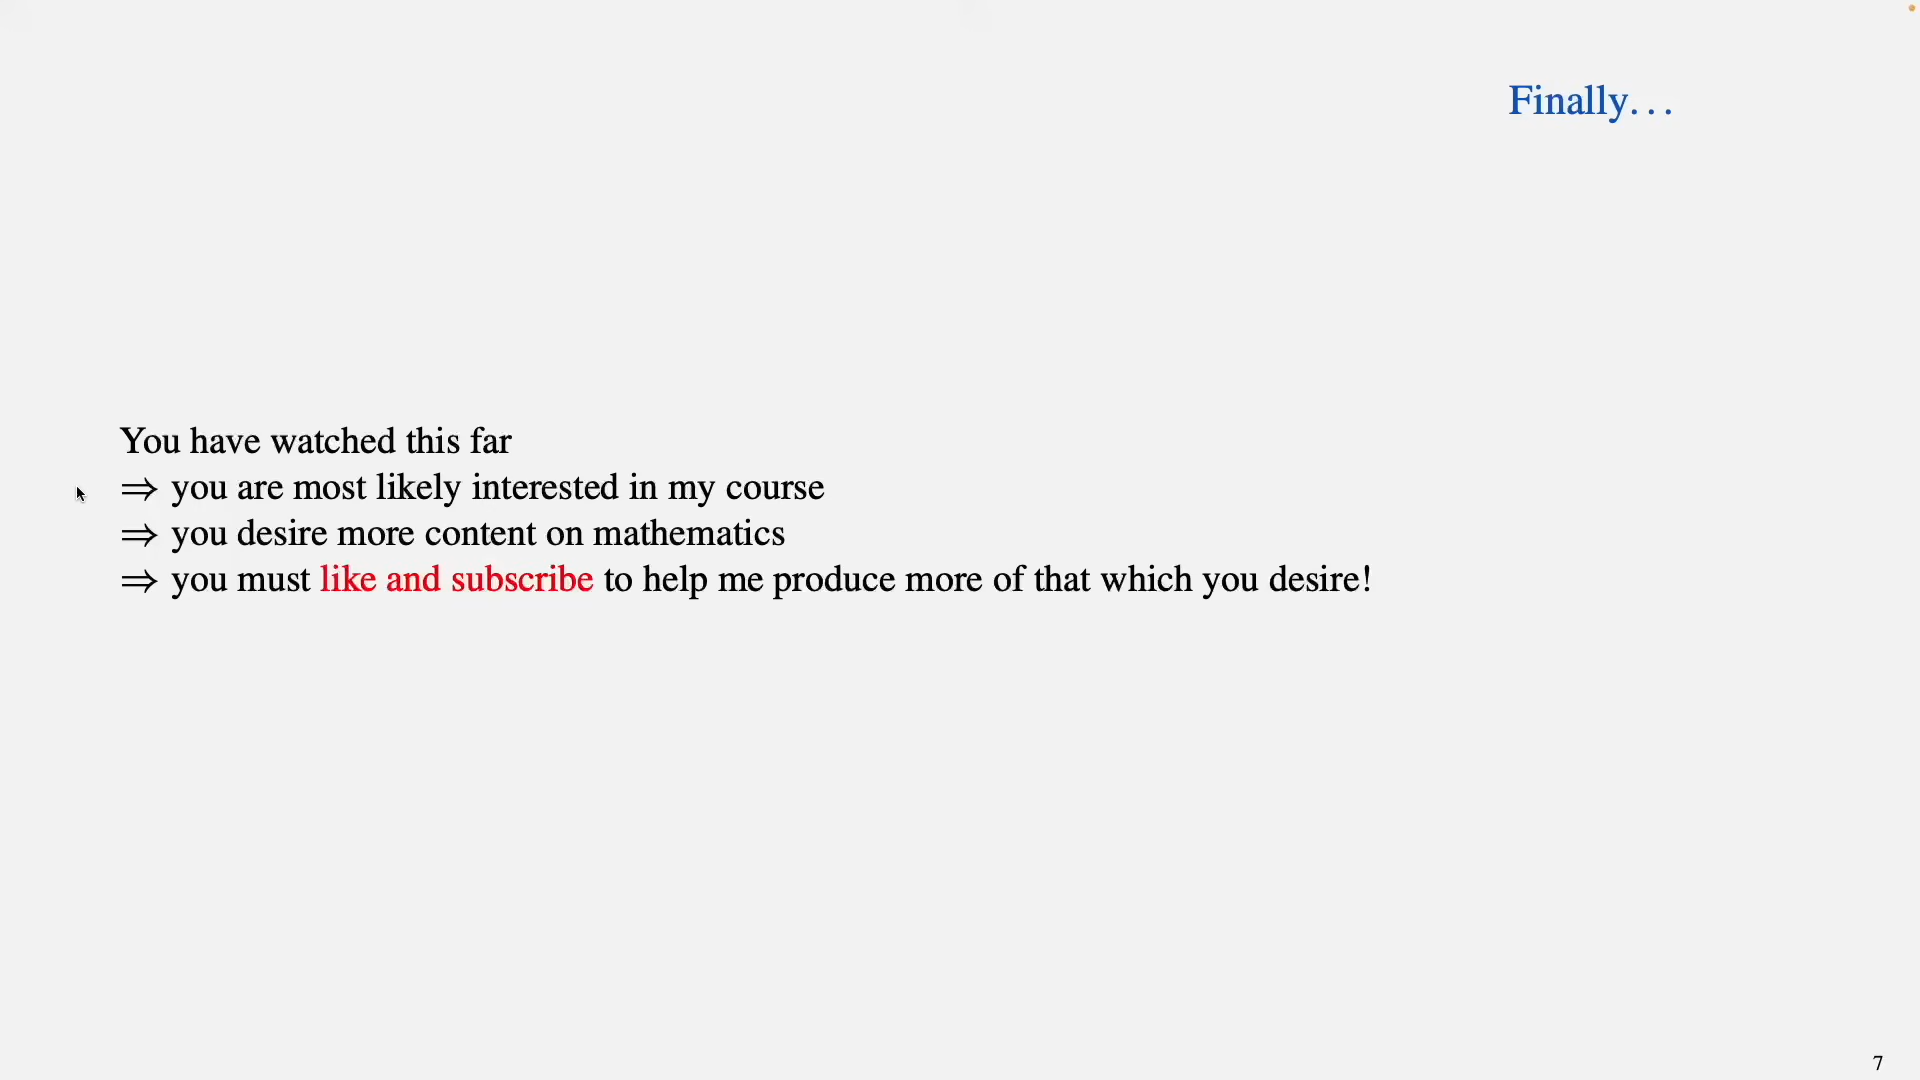 Finally...
You have watched this far
⇒ you are most likely interested in my course
⇒ you desire more content on mathematics
⇒ you must like and subscribe to help me produce more of that which you desire!
7